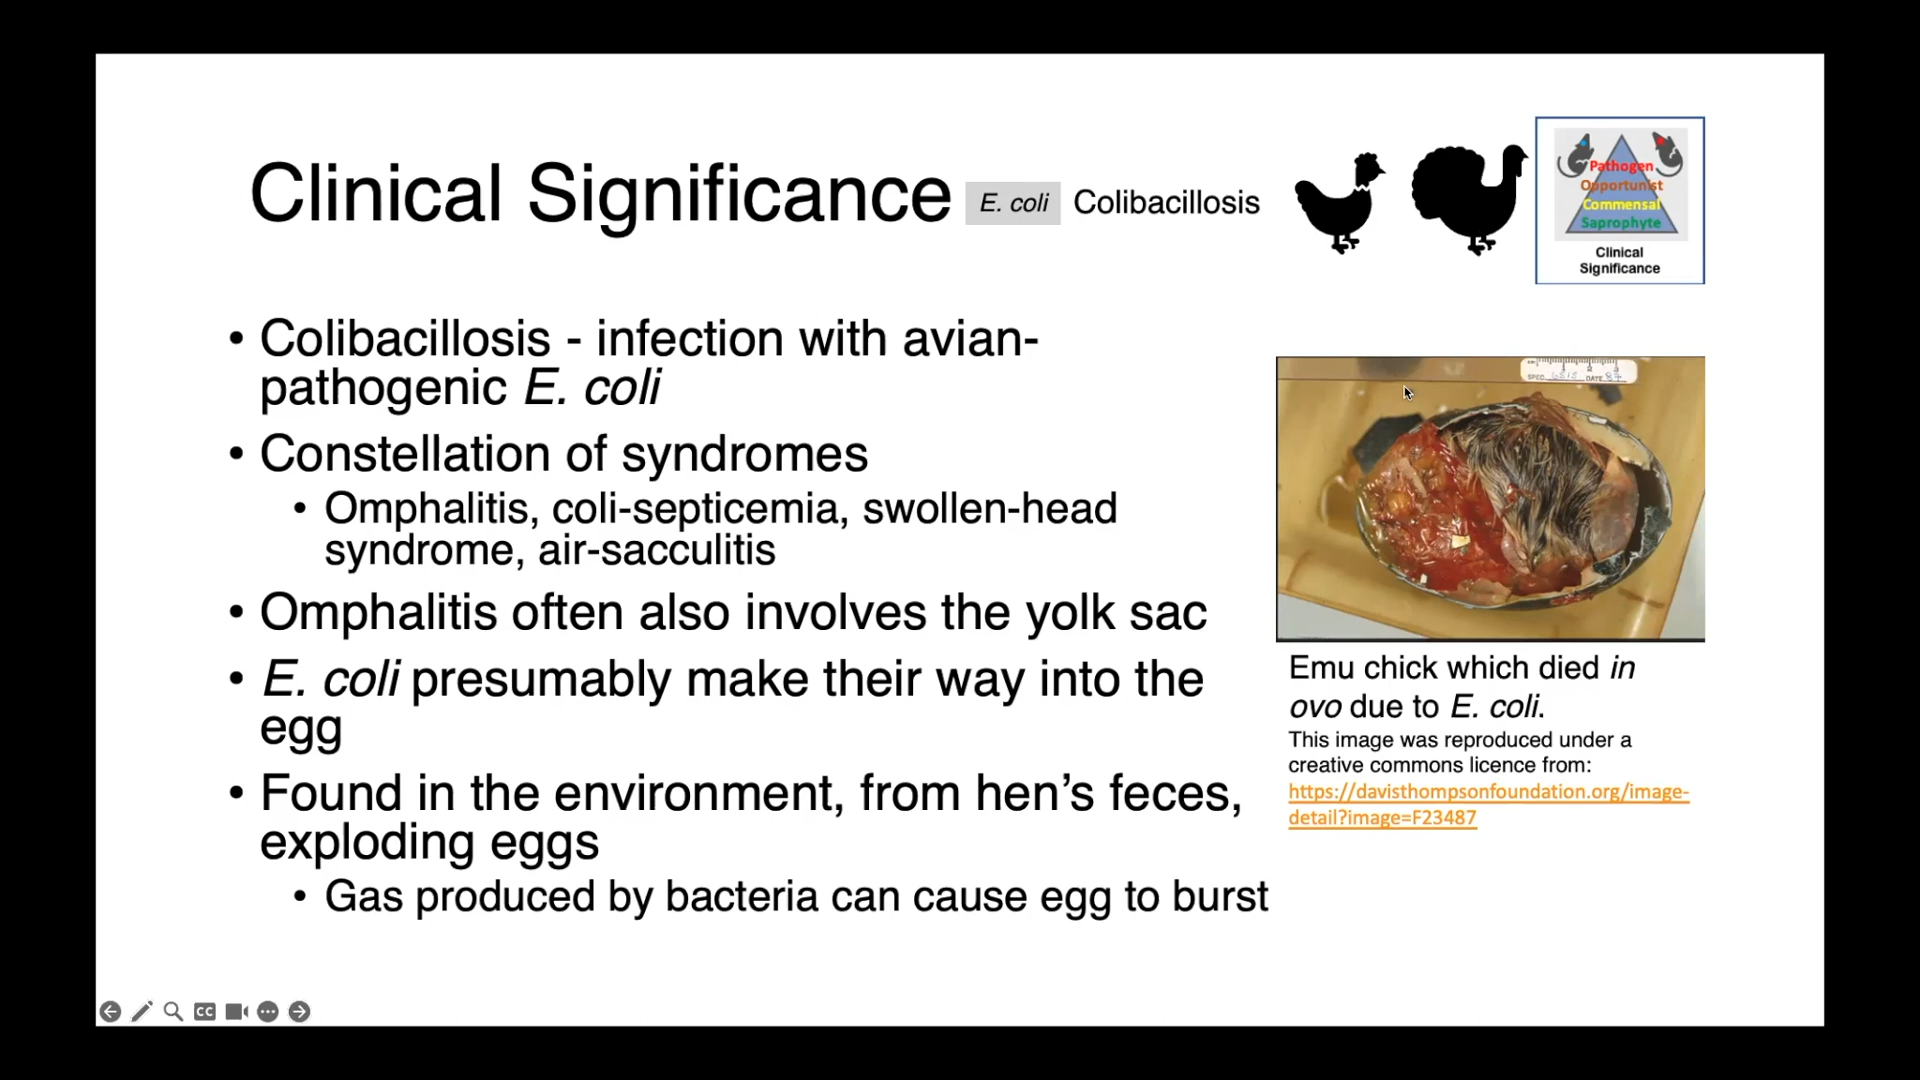 Clinical Significance E. coli Colibacillosis
Pathogen
Opportunist
Commensal
Saprophyte
Clinical
Significance
• Colibacillosis - infection with avian-
pathogenic E. coli
• Constellation of syndromes
• Omphalitis, coli-septicemia, swollen-head
syndrome, air-sacculitis
• Omphalitis often also involves the yolk sac
• E. coli presumably make their way into the
egg
• Found in the environment, from hen’s feces,
exploding eggs
• Gas produced by bacteria can cause egg to burst
SPEC. DATE
Emu chick which died in
ovo due to E. coli.
This image was reproduced under a
creative commons licence from:
https://davisthompsonfoundation.org/image-
detail?image=F23487
CC